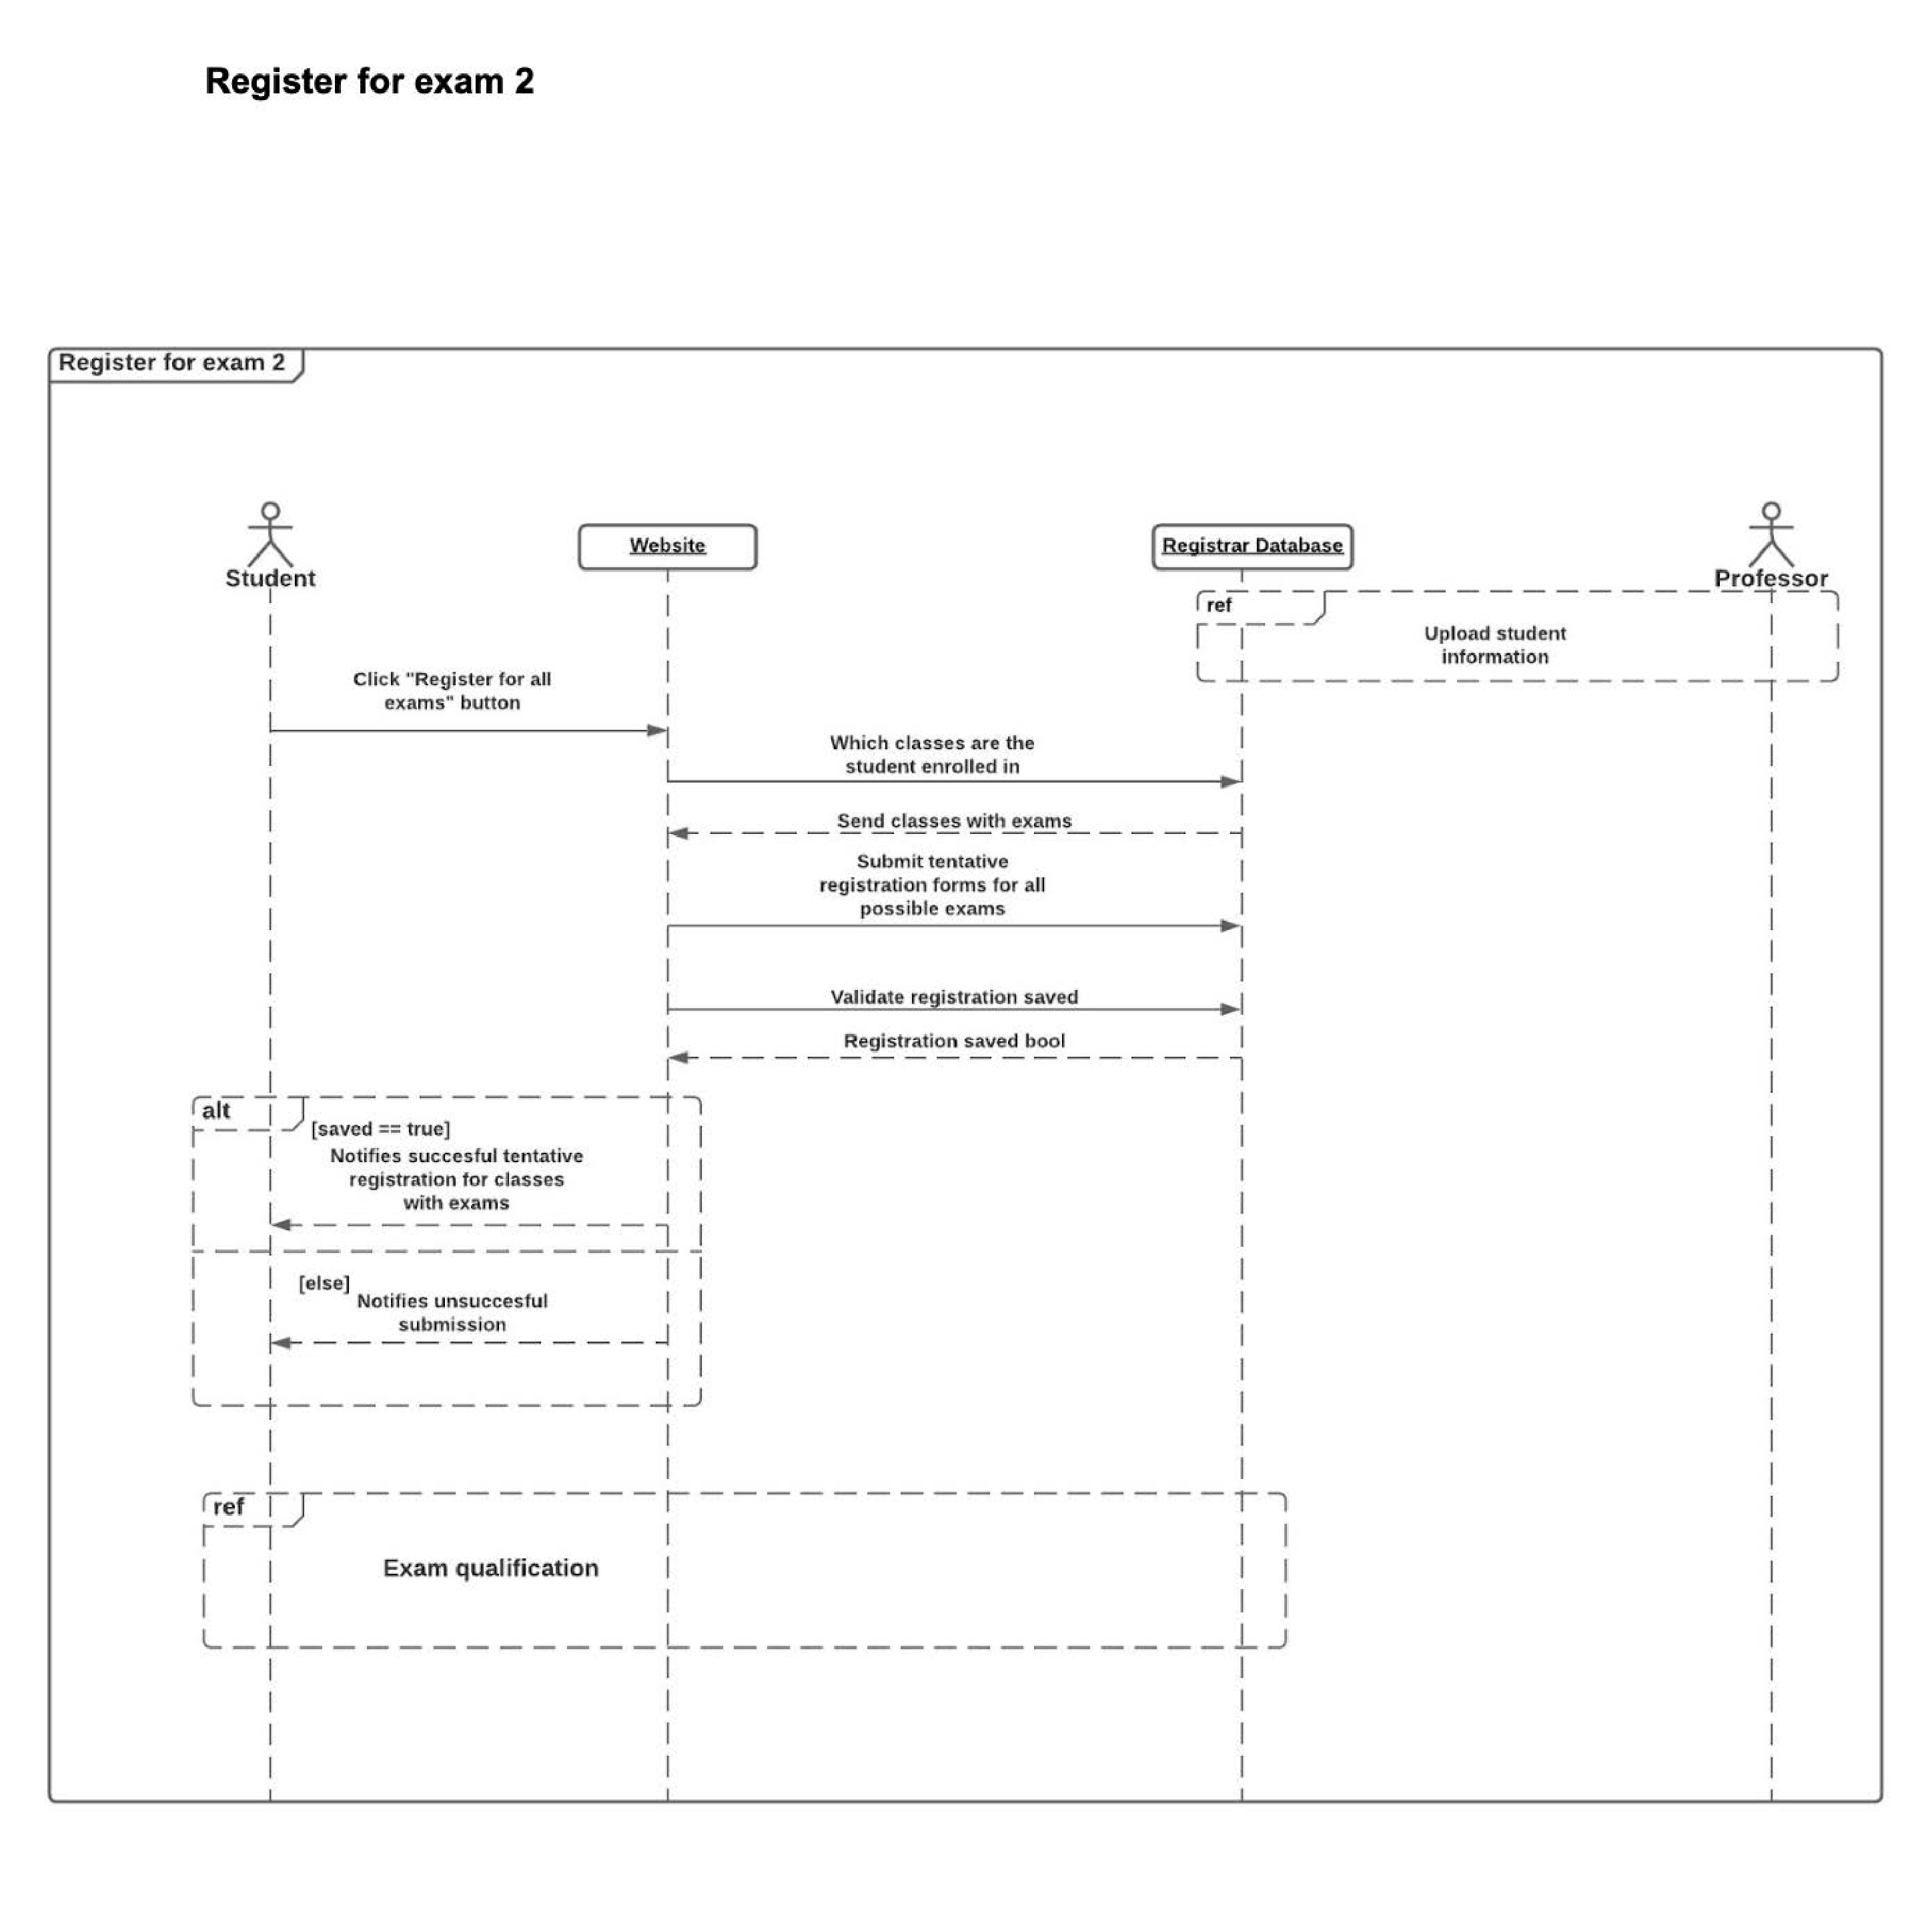 Register for exam 2
Register for exam 2
Student
Website
Registrar Database
Professor
ref
Upload student
information
Click "Register for all
exams" button
Which classes are the
student enrolled in
Send classes with exams
Submit tentative
registration forms for all
possible exams
Validate registration saved
Registration saved bool
alt
[saved == true]
Notifies succesful tentative
registration for classes
with exams
[else]
Notifies unsuccesful
submission
ref
Exam qualification